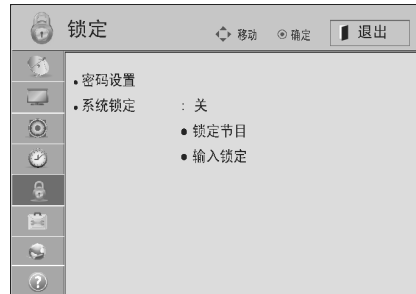 锁定 移动 ◉确定 退出
• 密码设置
• 系统锁定 : 关
● 锁定节目
● 输入锁定